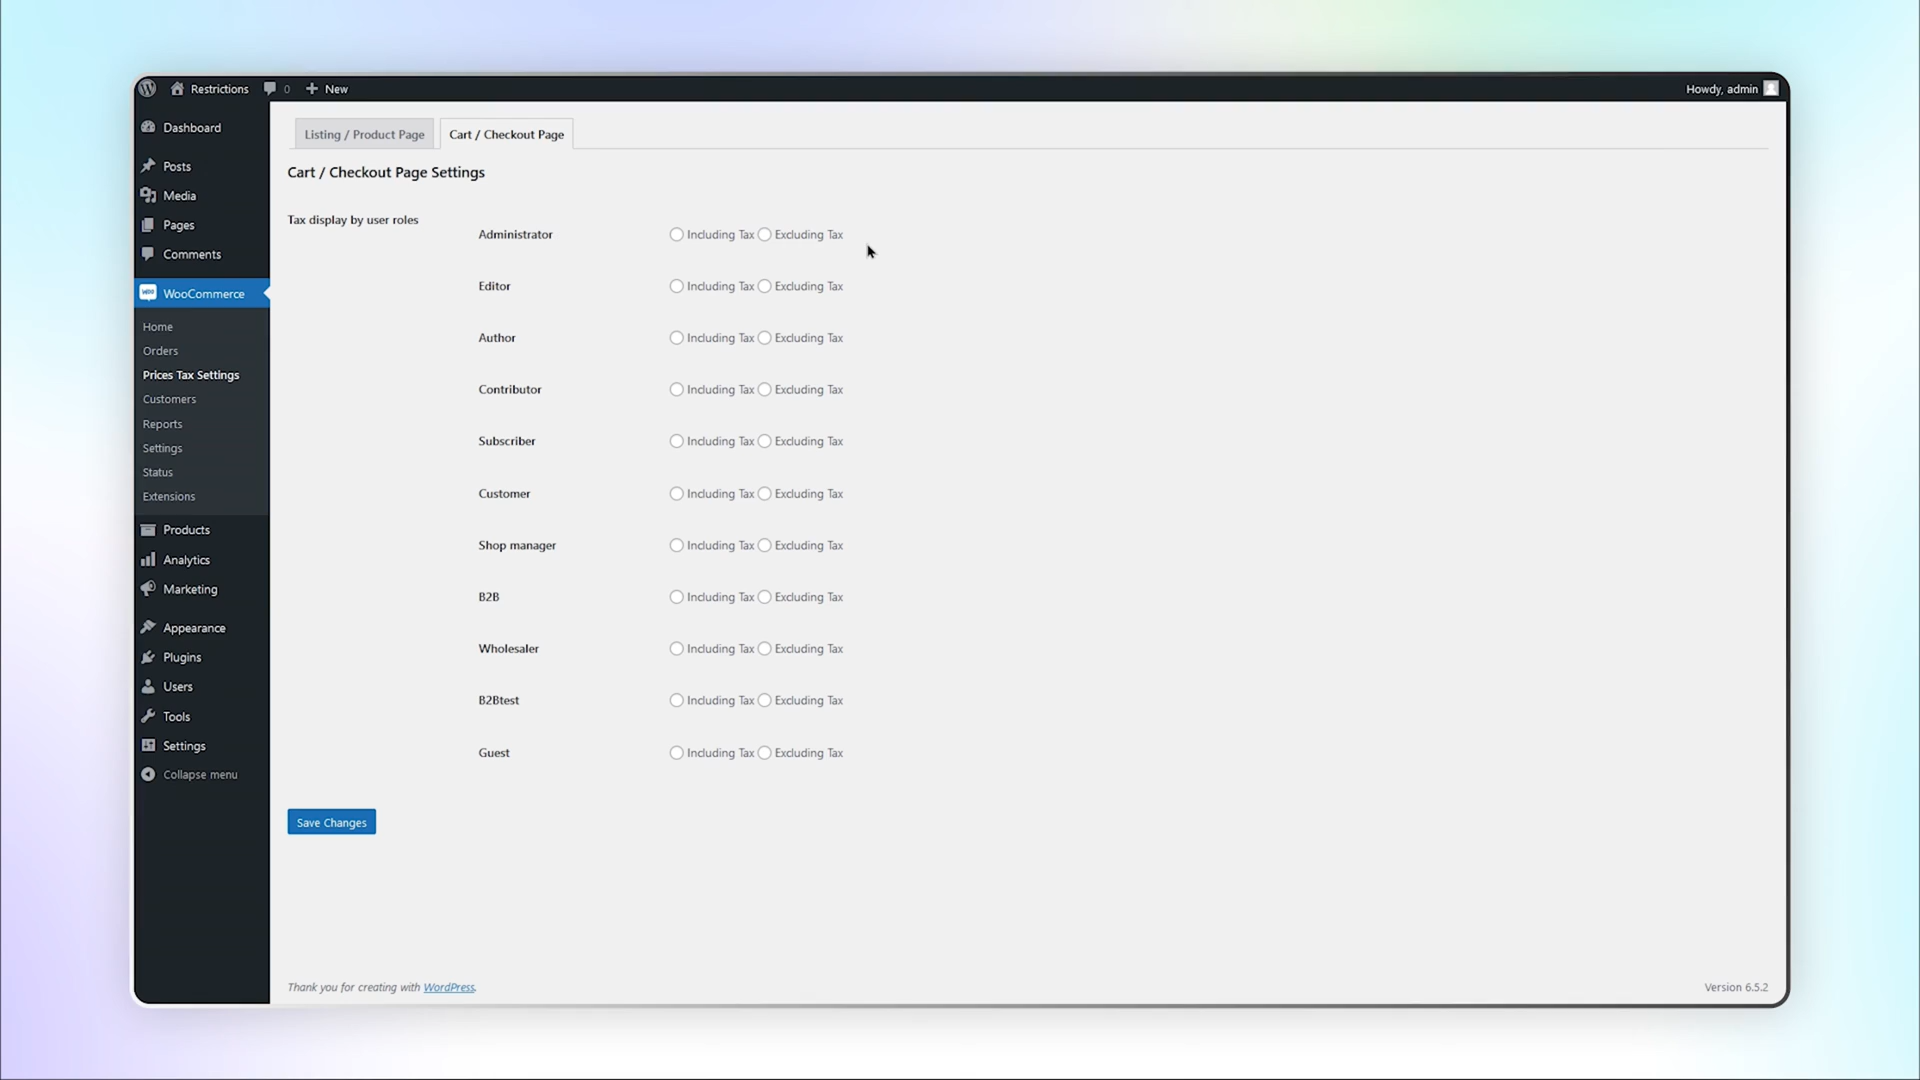 Restrictions 0 New Howdy, admin
Dashboard
Posts
Media
Pages
Comments
WooCommerce
Home
Orders
Prices Tax Settings
Customers
Reports
Settings
Status
Extensions
Products
Analytics
Marketing
Appearance
Plugins
Users
Tools
Settings
Collapse menu
Listing / Product Page Cart / Checkout Page
Cart / Checkout Page Settings
Tax display by user roles
Administrator Including Tax Excluding Tax
Editor Including Tax Excluding Tax
Author Including Tax Excluding Tax
Contributor Including Tax Excluding Tax
Subscriber Including Tax Excluding Tax
Customer Including Tax Excluding Tax
Shop manager Including Tax Excluding Tax
B2B Including Tax Excluding Tax
Wholesaler Including Tax Excluding Tax
B2Btest Including Tax Excluding Tax
Guest Including Tax Excluding Tax
Save Changes
Thank you for creating with WordPress. Version 6.5.2